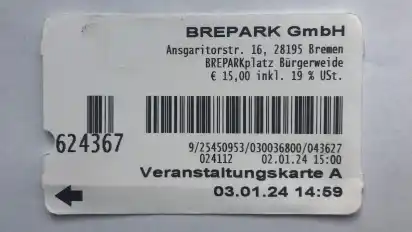 BREPARK GmbH
Ansgaritorstr. 16, 28195 Bremen
BREPARKplatz Bürgerweide
€ 15,00 inkl. 19 % USt.
624367
9/25450953/030036800/043627
024112 02.01.24 15:00
Veranstaltungskarte A
03.01.24 14:59